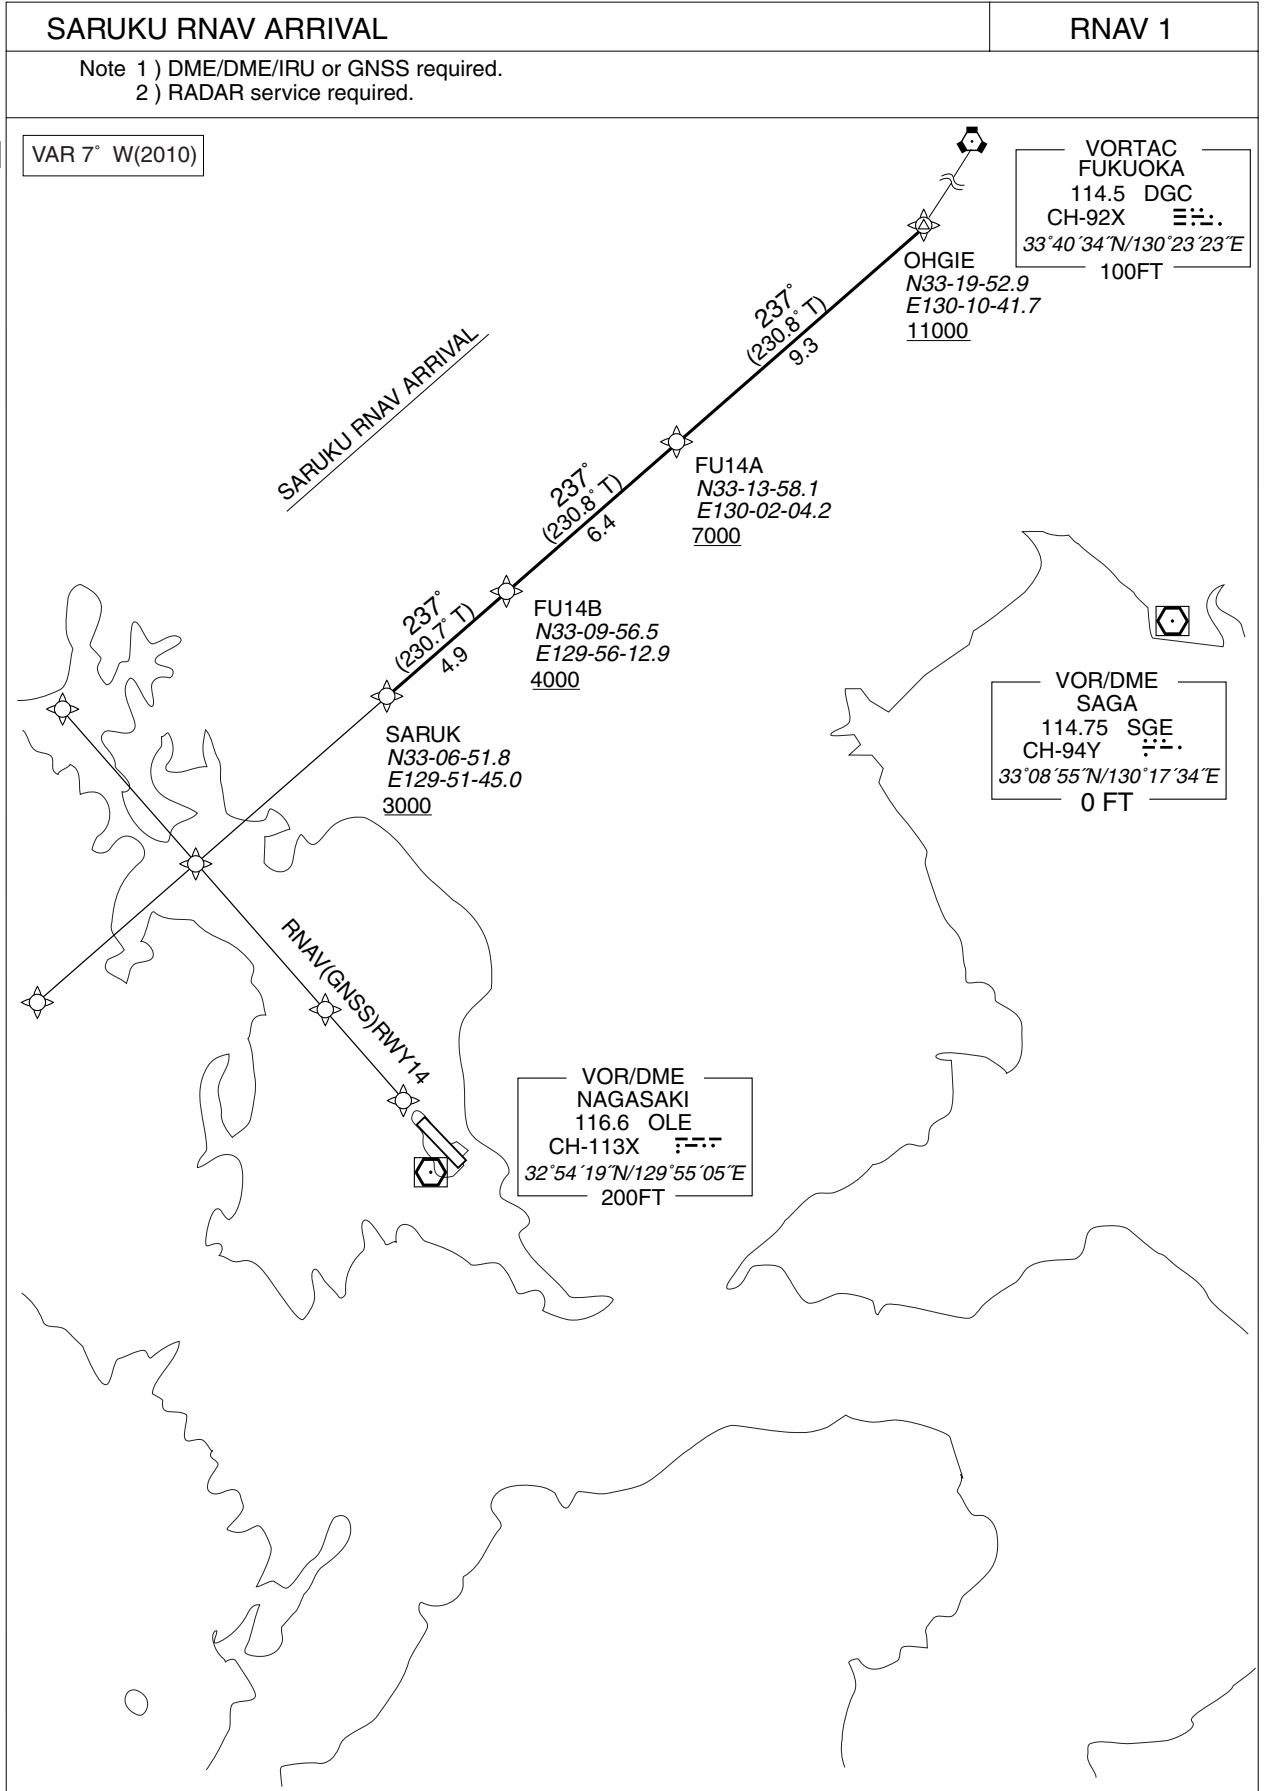 SARUKU RNAV ARRIVAL
RNAV 1
Note 1 ) DME/DME/IRU or GNSS required.
2 ) RADAR service required.
VAR 7° W(2010)
VORTAC
FUKUOKA
114.5 DGC
CH-92X
33°40´34˝N/130°23´23˝E
100FT
OHGIE
N33-19-52.9
E130-10-41.7
11000
237°
(230.8° T)
9.3
SARUKU RNAV ARRIVAL
FU14A
N33-13-58.1
E130-02-04.2
7000
237°
(230.8° T)
6.4
FU14B
N33-09-56.5
E129-56-12.9
4000
237°
(230.7° T)
4.9
SARUK
N33-06-51.8
E129-51-45.0
3000
VOR/DME
SAGA
114.75 SGE
CH-94Y
33°08´55˝N/130°17´34˝E
0 FT
RNAV(GNSS)RWY14
VOR/DME
NAGASAKI
116.6 OLE
CH-113X
32°54´19˝N/129°55´05˝E
200FT